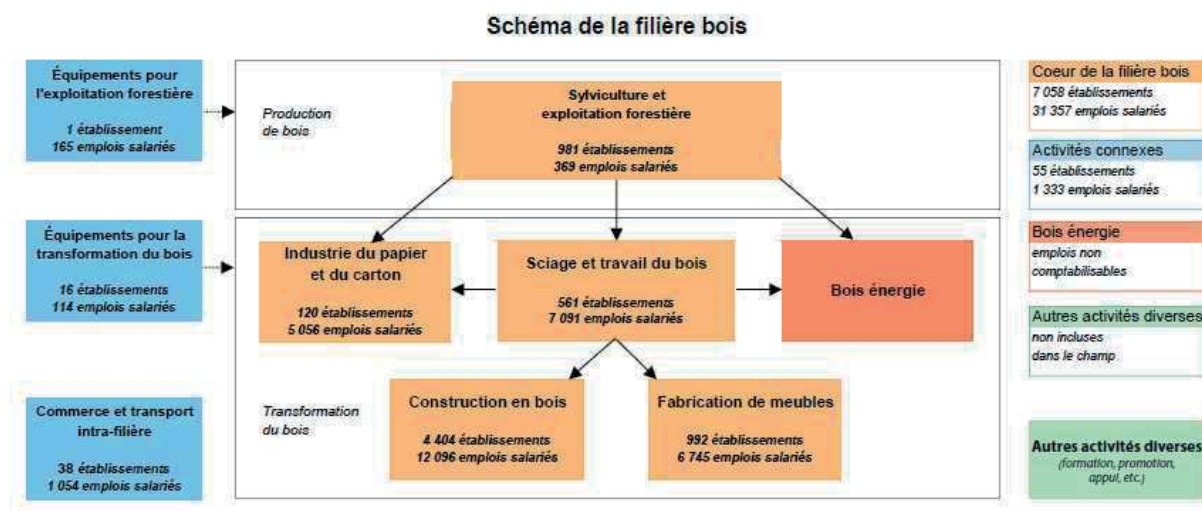 Schéma de la filière bois
Équipements pour
l'exploitation forestière
1 établissement
165 emplois salariés
Équipements pour la
transformation du bois
16 établissements
114 emplois salariés
Commerce et transport
intra-filière
38 établissements
1 054 emplois salariés
Production
de bois
Sylviculture et
exploitation forestière
981 établissements
369 emplois salariés
Industrie du papier
et du carton
120 établissements
5 056 emplois salariés
Sciage et travail du bois
561 établissements
7 091 emplois salariés
Bois énergie
Transformation
du bois
Construction en bois
4 404 établissements
12 096 emplois salariés
Fabrication de meubles
992 établissements
6 745 emplois salariés
Coeur de la filière bois
7 058 établissements
31 357 emplois salariés
Activités connexes
55 établissements
1 333 emplois salariés
Bois énergie
emplois non
comptabilisables
Autres activités diverses
non incluses
dans le champ
Autres activités diverses
(formation, promotion,
appui, etc.)